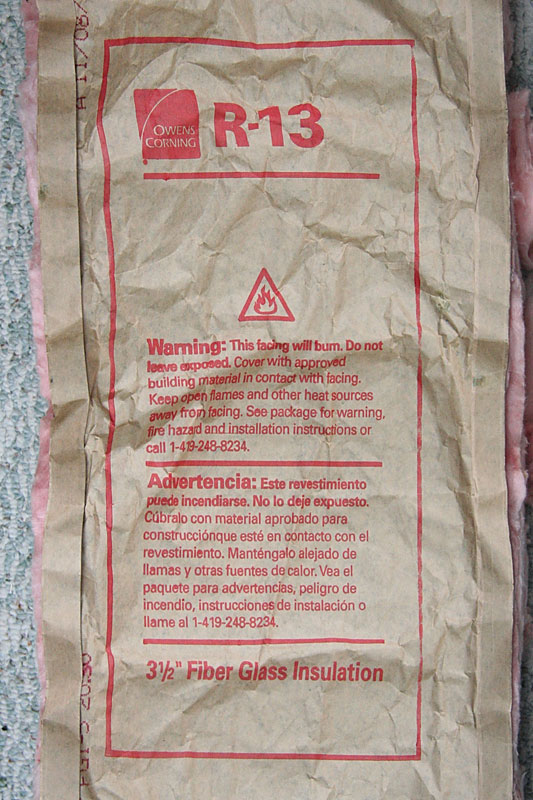 OWENS
CORNING
R-13
Warning: This facing will burn. Do not
leave exposed. Cover with approved
building material in contact with facing.
Keep open flames and other heat sources
away from facing. See package for warning,
fire hazard and installation instructions or
call 1-419-248-8234.
Advertencia: Este revestimiento
puede incendiarse. No lo deje expuesto.
Cúbralo con material aprobado para
construcciónque esté en contacto con el
revestimiento. Manténgalo alejado de
llamas y otras fuentes de calor. Vea el
paquete para advertencias, peligro de
incendio, instrucciones de instalación o
llame al 1-419-248-8234.
3½" Fiber Glass Insulation